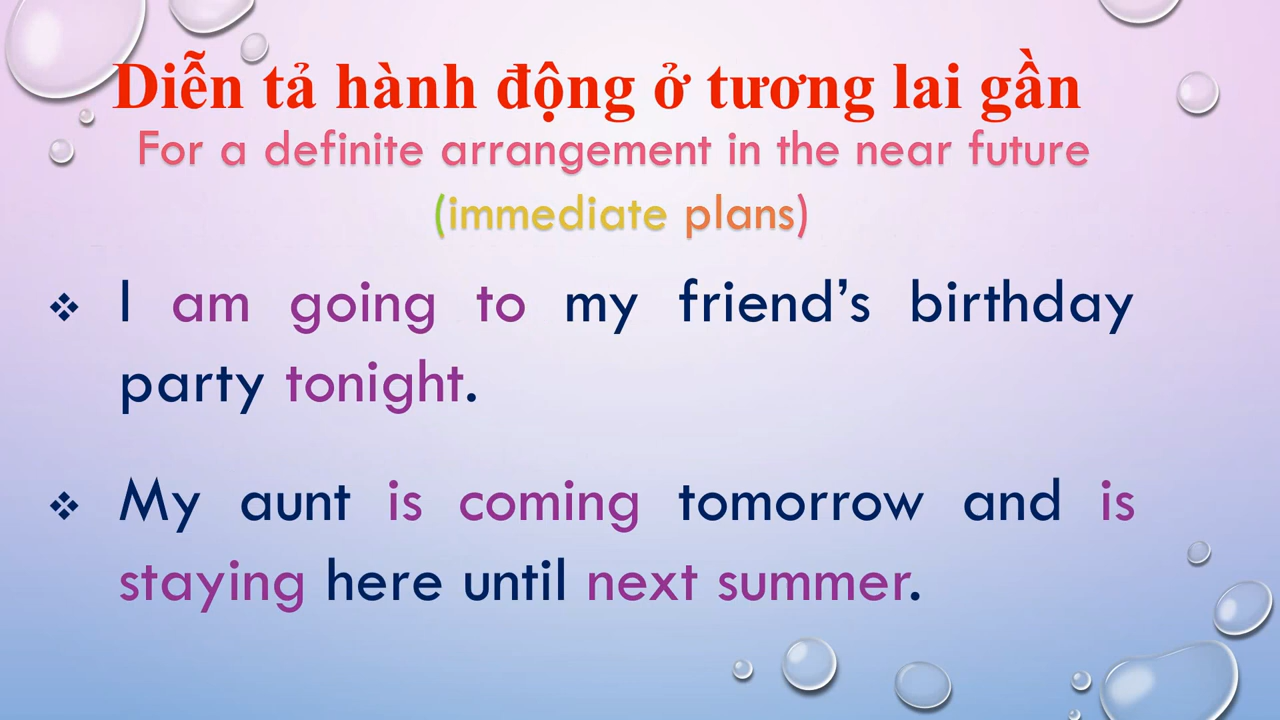 Diễn tả hành động ở tương lai gần
For a definite arrangement in the near future
(immediate plans)
❖ I am going to my friend’s birthday
party tonight.
❖ My aunt is coming tomorrow and is
staying here until next summer.